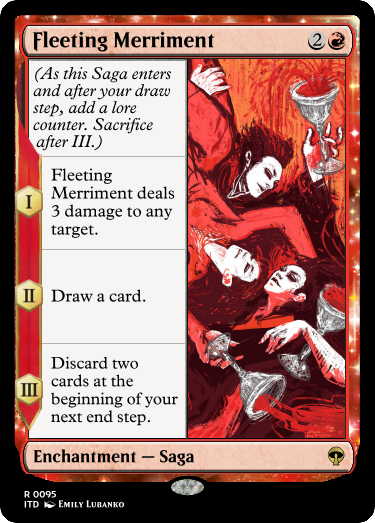 Fleeting Merriment 2
(As this Saga enters
and after your draw
step, add a lore
counter. Sacrifice
after III.)
I
Fleeting
Merriment deals
3 damage to any
target.
II
Draw a card.
III
Discard two
cards at the
beginning of your
next end step.
Enchantment — Saga
R 0095
ITD EMILY LUBANKO